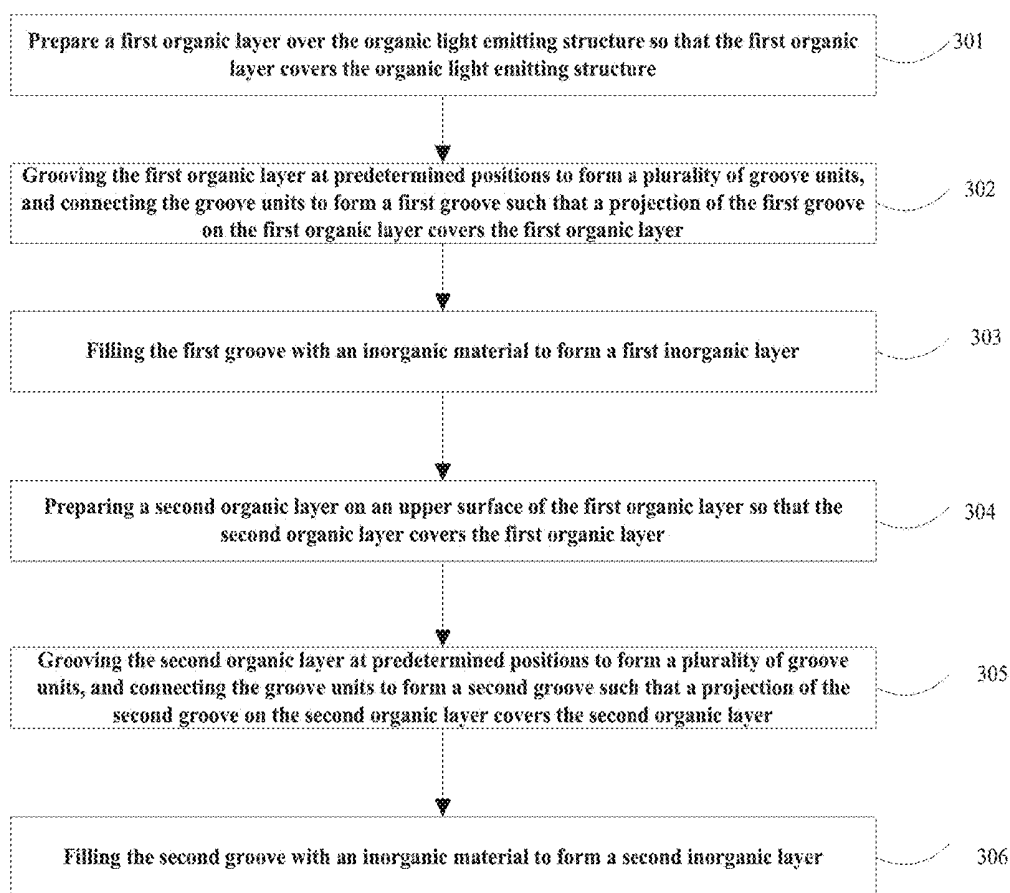 Prepare a first organic layer over the organic light emitting structure so that the first organic
layer covers the organic light emitting structure
301
Grooving the first organic layer at predetermined positions to form a plurality of groove units,
and connecting the groove units to form a first groove such that a projection of the first groove
on the first organic layer covers the first organic layer
302
Filling the first groove with an inorganic material to form a first inorganic layer
303
Preparing a second organic layer on an upper surface of the first organic layer so that the
second organic layer covers the first organic layer
304
Grooving the second organic layer at predetermined positions to form a plurality of groove
units, and connecting the groove units to form a second groove such that a projection of the
second groove on the second organic layer covers the second organic layer
305
Filling the second groove with an inorganic material to form a second inorganic layer
306